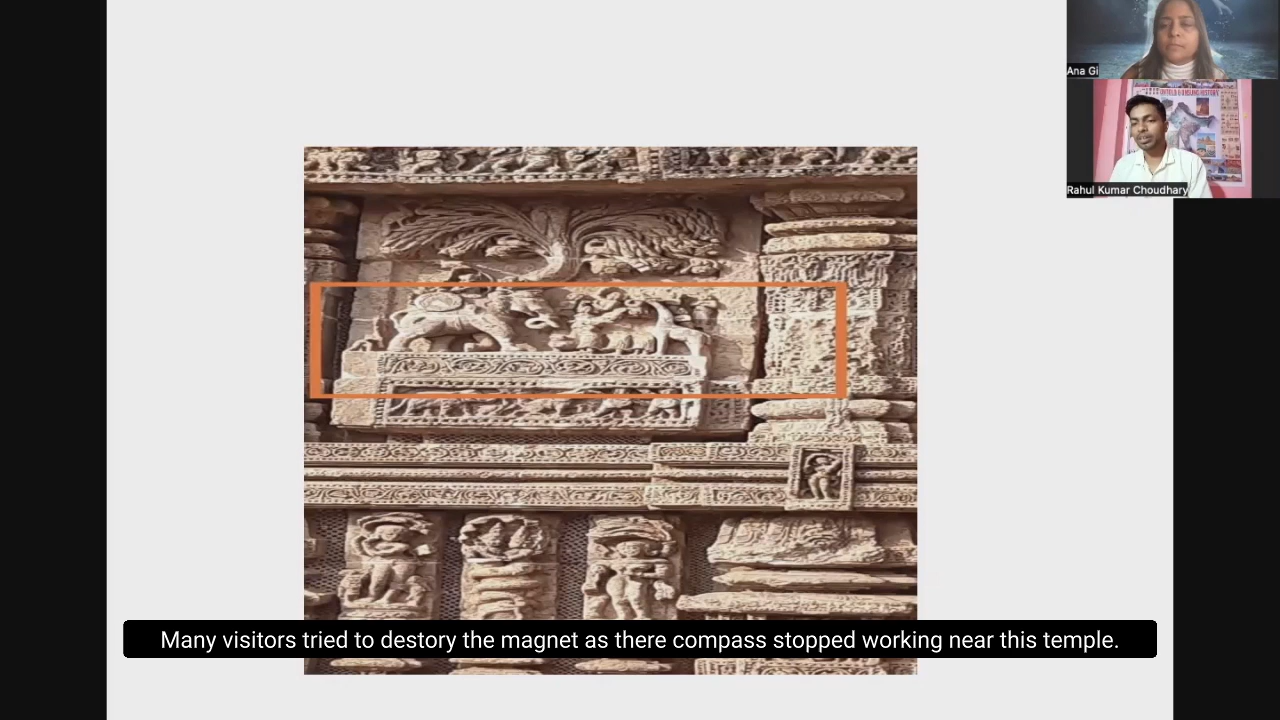 Ana Gi
Rahul Kumar Choudhary
Many visitors tried to destory the magnet as there compass stopped working near this temple.